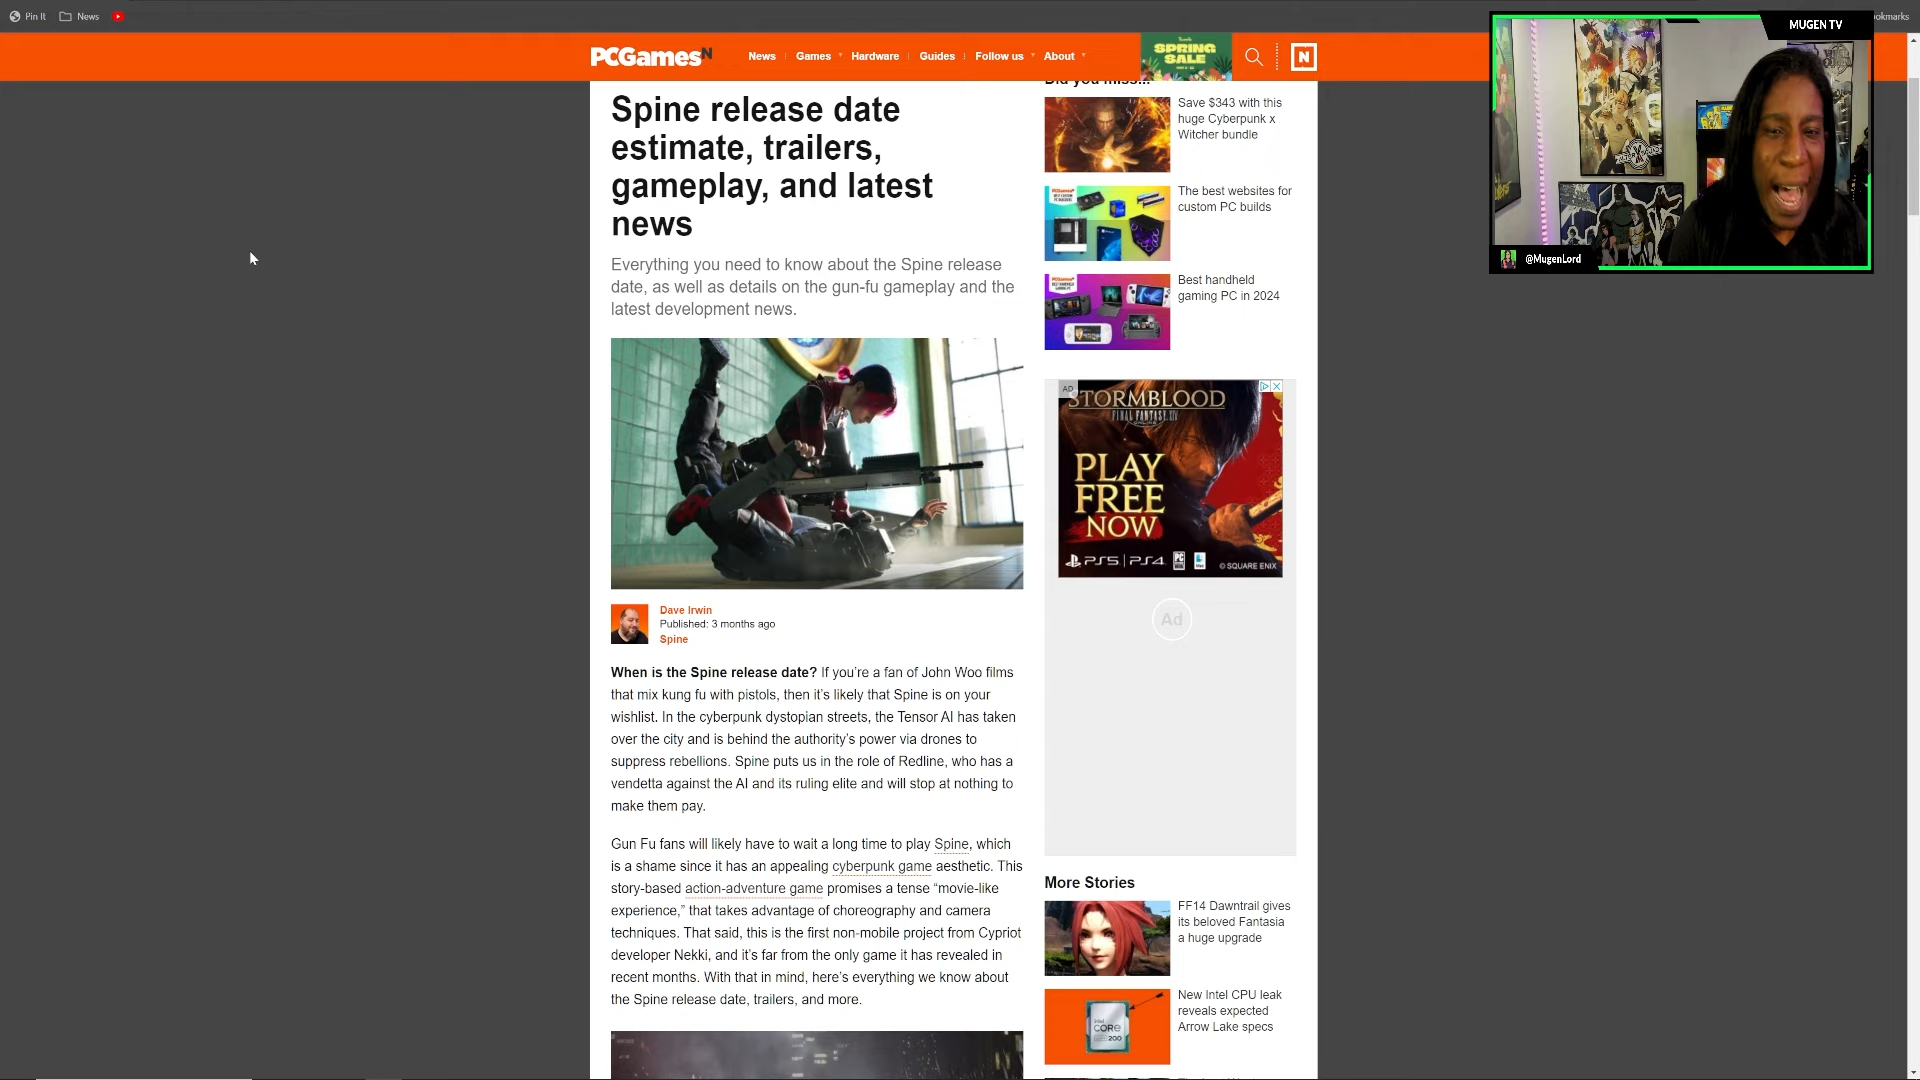 Pin It
News
okmarks
MUGEN TV
PCGamesN
News
Games
Hardware
Guides
Follow us
About
SPRING
SALE
N
Did you miss...
Spine release date
estimate, trailers,
gameplay, and latest
news
Everything you need to know about the Spine release
date, as well as details on the gun-fu gameplay and the
latest development news.
Dave Irwin
Published: 3 months ago
Spine
When is the Spine release date? If you're a fan of John Woo films
that mix kung fu with pistols, then it's likely that Spine is on your
wishlist. In the cyberpunk dystopian streets, the Tensor AI has taken
over the city and is behind the authority's power via drones to
suppress rebellions. Spine puts us in the role of Redline, who has a
vendetta against the AI and its ruling elite and will stop at nothing to
make them pay.
Gun Fu fans will likely have to wait a long time to play Spine, which
is a shame since it has an appealing cyberpunk game aesthetic. This
story-based action-adventure game promises a tense “movie-like
experience,” that takes advantage of choreography and camera
techniques. That said, this is the first non-mobile project from Cypriot
developer Nekki, and it's far from the only game it has revealed in
recent months. With that in mind, here's everything we know about
the Spine release date, trailers, and more.
Save $343 with this
huge Cyberpunk x
Witcher bundle
The best websites for
custom PC builds
Best handheld
gaming PC in 2024
AD
STORMBLOOD
FINAL FANTASY XIV
ONLINE
PLAY
FREE
NOW
PS5 | PS4
PC
Mac
© SQUARE ENIX
Ad
More Stories
FF14 Dawntrail gives
its beloved Fantasia
a huge upgrade
New Intel CPU leak
reveals expected
Arrow Lake specs
intel
CORE
200
@MugenLord